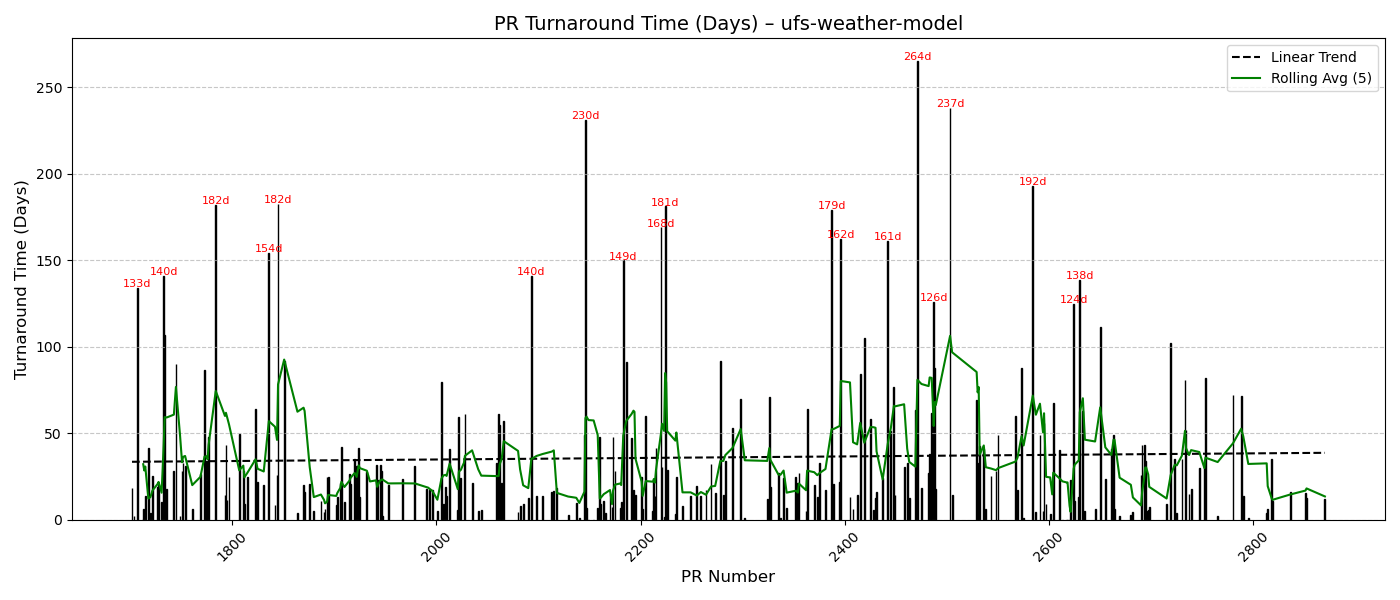 PR Turnaround Time (Days) – ufs-weather-model
Linear Trend
Rolling Avg (5)
Turnaround Time (Days)
250
200
150
100
50
0
133d
140d
182d
154d
182d
140d
230d
149d
168d
181d
179d
162d
161d
264d
126d
237d
192d
124d
138d
1800
2000
2200
2400
2600
2800
PR Number